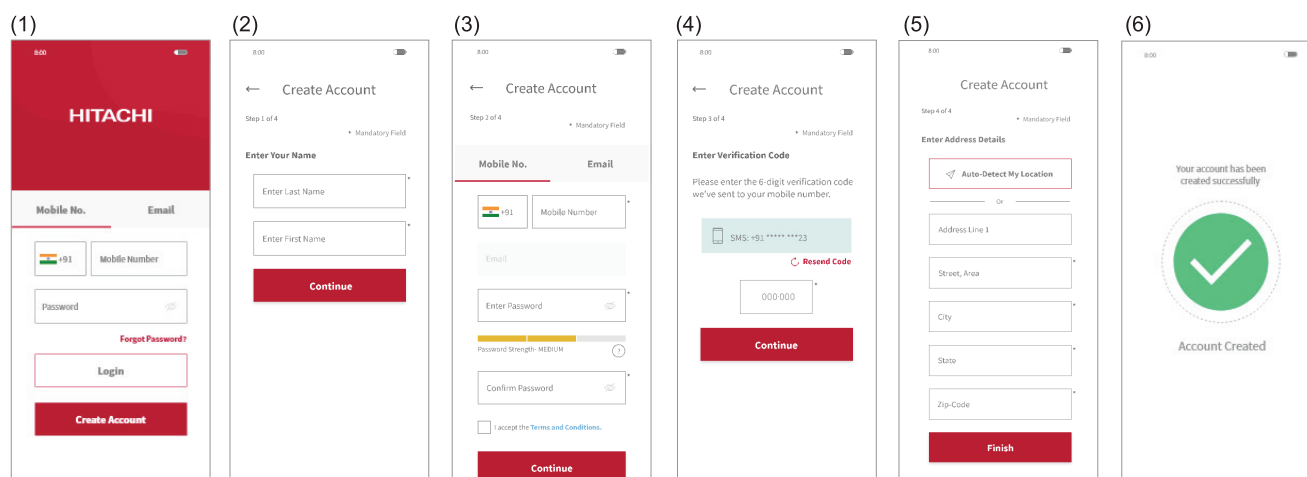 (1)
8:00
HITACHI
Mobile No. Email
+91 Mobile Number
Password
Forgot Password?
Login
Create Account
(2)
8:00
← Create Account
Step 1 of 4
* Mandatory Field
Enter Your Name
Enter Last Name *
Enter First Name *
Continue
(3)
8:00
← Create Account
Step 2 of 4
* Mandatory Field
Mobile No. Email
+91 Mobile Number *
Email
Enter Password *
Password Strength- MEDIUM ?
Confirm Password *
I accept the Terms and Conditions.
Continue
(4)
8:00
← Create Account
Step 3 of 4
* Mandatory Field
Enter Verification Code
Please enter the 6-digit verification code
we've sent to your mobile number.
SMS: +91 ***** ***23
Resend Code
000-000 *
Continue
(5)
8:00
Create Account
Step 4 of 4
* Mandatory Field
Enter Address Details
Auto-Detect My Location
Or
Address Line 1
Street, Area *
City *
State *
Zip-Code *
Finish
(6)
8:00
Your account has been
created successfully
Account Created